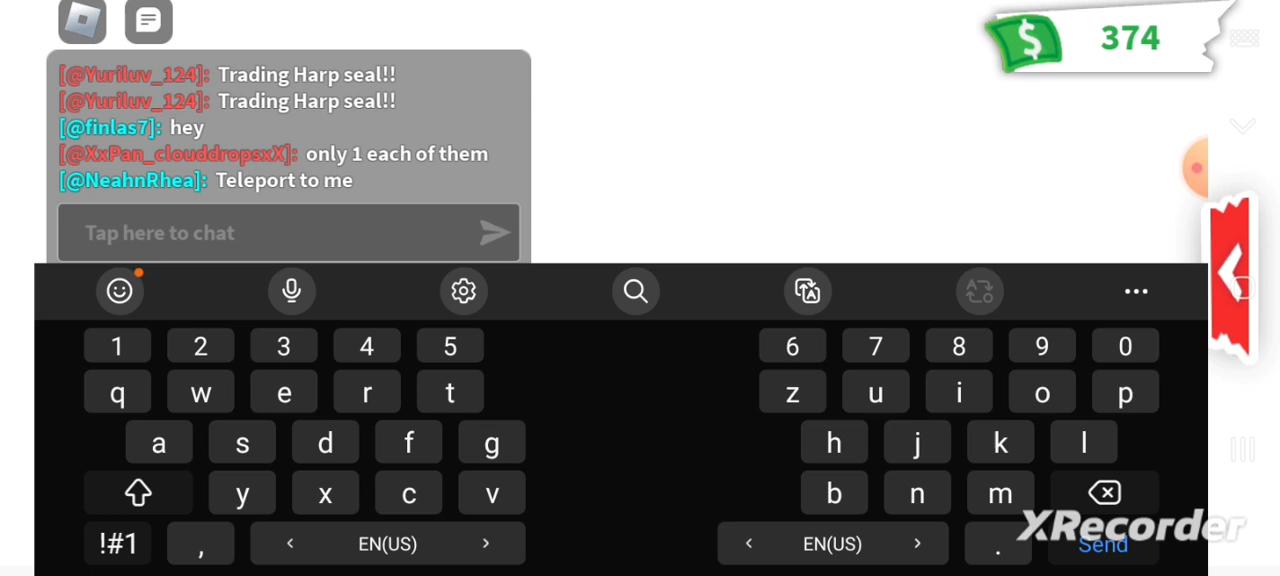 374
[@Yuriluv_124]: Trading Harp seal!!
[@Yuriluv_124]: Trading Harp seal!!
[@finlas7]: hey
[@XxPan_clouddropsxX]: only 1 each of them
[@NeahnRhea]: Teleport to me
Tap here to chat
1 2 3 4 5 6 7 8 9 0
q w e r t z u i o p
a s d f g h j k l
y x c v b n m
!#1 , < EN(US) > < EN(US) > . Send
XRecorder